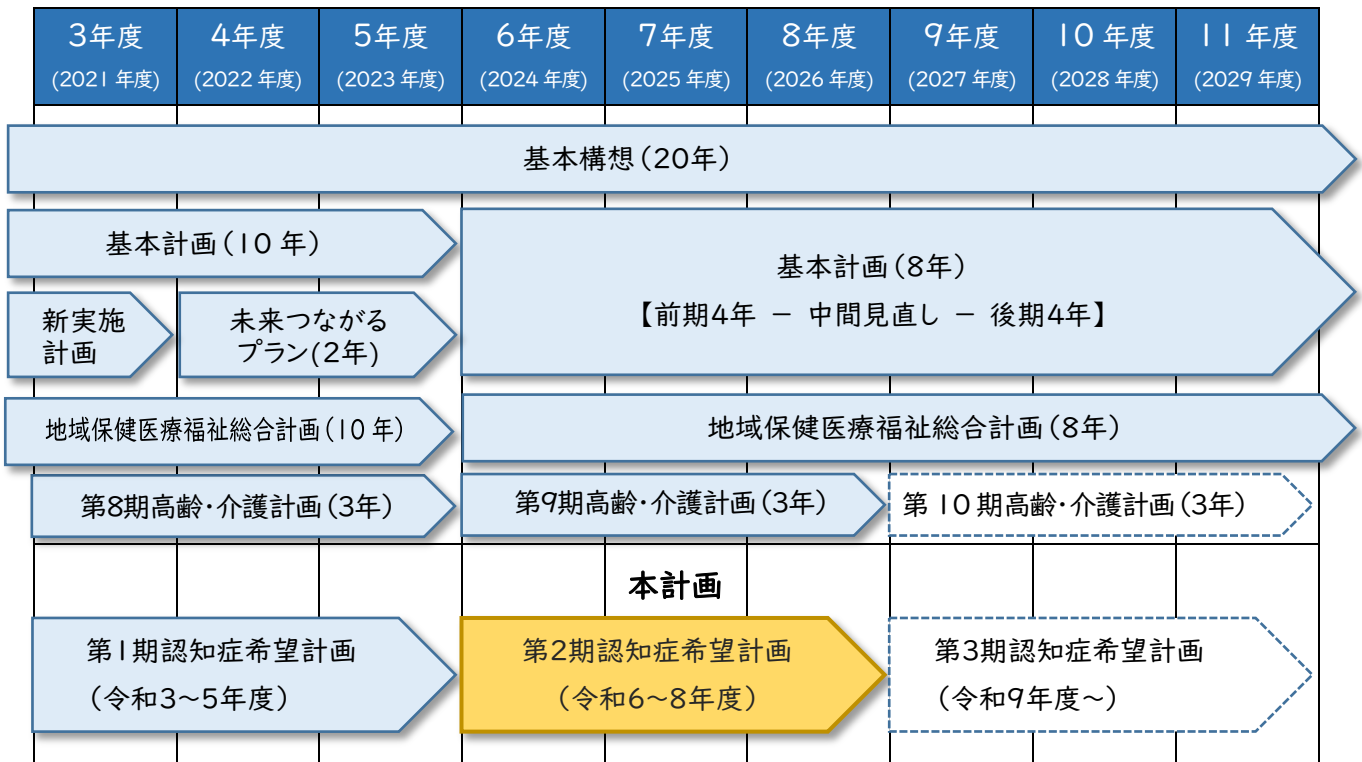 3年度 4年度 5年度 6年度 7年度 8年度 9年度 10年度 11年度
(2021年度) (2022年度) (2023年度) (2024年度) (2025年度) (2026年度) (2027年度) (2028年度) (2029年度)
基本構想(20年)
基本計画(10年)
基本計画(8年)
【前期4年 － 中間見直し － 後期4年】
新実施
計画
未来つながる
プラン(2年)
地域保健医療福祉総合計画(10年)
地域保健医療福祉総合計画(8年)
第8期高齢・介護計画(3年)
第9期高齢・介護計画(3年)
第10期高齢・介護計画(3年)
本計画
第1期認知症希望計画
(令和3～5年度)
第2期認知症希望計画
(令和6～8年度)
第3期認知症希望計画
(令和9年度～)